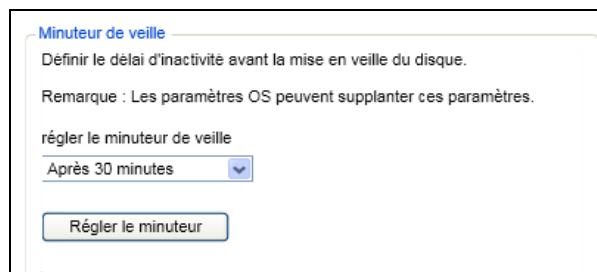 Minuteur de veille
Définir le délai d'inactivité avant la mise en veille du disque.
Remarque : Les paramètres OS peuvent supplanter ces paramètres.
régler le minuteur de veille
Après 30 minutes
Régler le minuteur